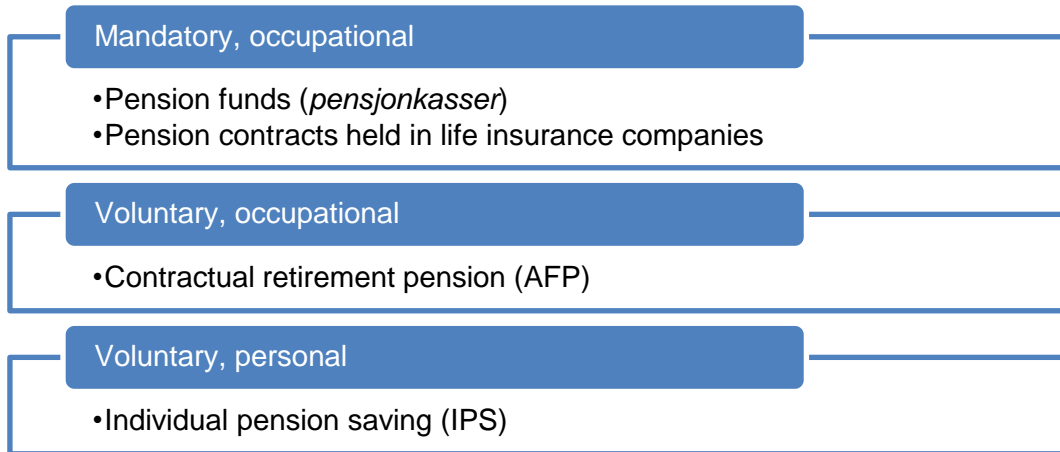 Mandatory, occupational
•Pension funds (pensjonkasser)
•Pension contracts held in life insurance companies
Voluntary, occupational
•Contractual retirement pension (AFP)
Voluntary, personal
•Individual pension saving (IPS)